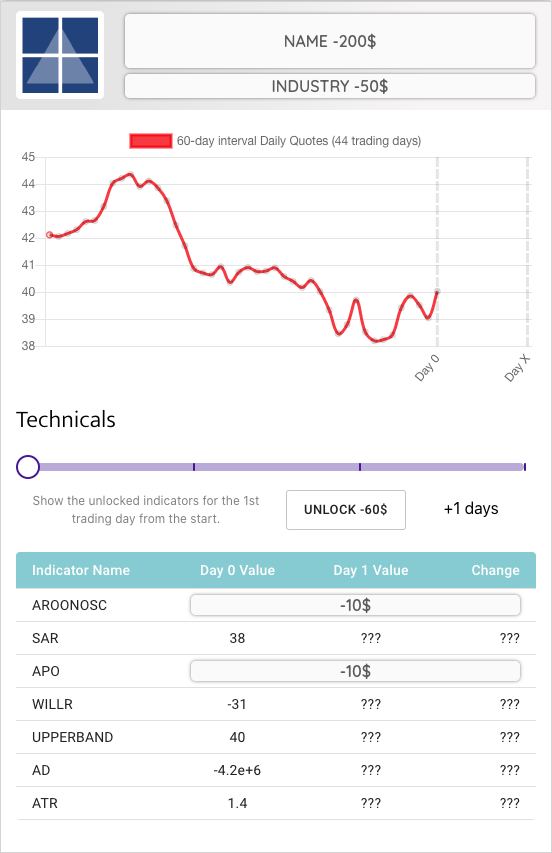 NAME -200$
INDUSTRY -50$
60-day interval Daily Quotes (44 trading days)
45
44
43
42
41
40
39
38
Day 0
Day X
Technicals
Show the unlocked indicators for the 1st
trading day from the start.
UNLOCK -60$
+1 days
Indicator Name Day 0 Value Day 1 Value Change
AROONOSC -10$
SAR 38 ??? ???
APO -10$
WILLR -31 ??? ???
UPPERBAND 40 ??? ???
AD -4.2e+6 ??? ???
ATR 1.4 ??? ???